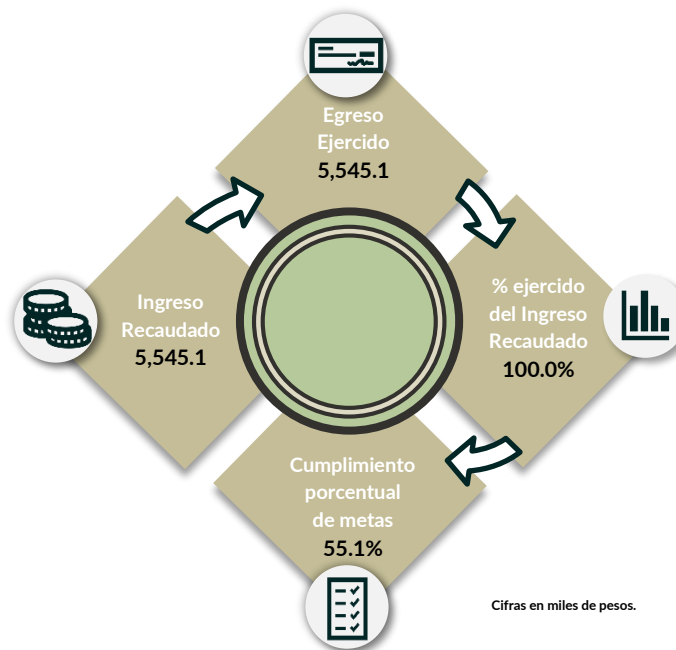 Egreso
Ejercido
5,545.1
Ingreso
Recaudado
5,545.1
% ejercido
del Ingreso
Recaudado
100.0%
Cumplimiento
porcentual
de metas
55.1%
Cifras en miles de pesos.